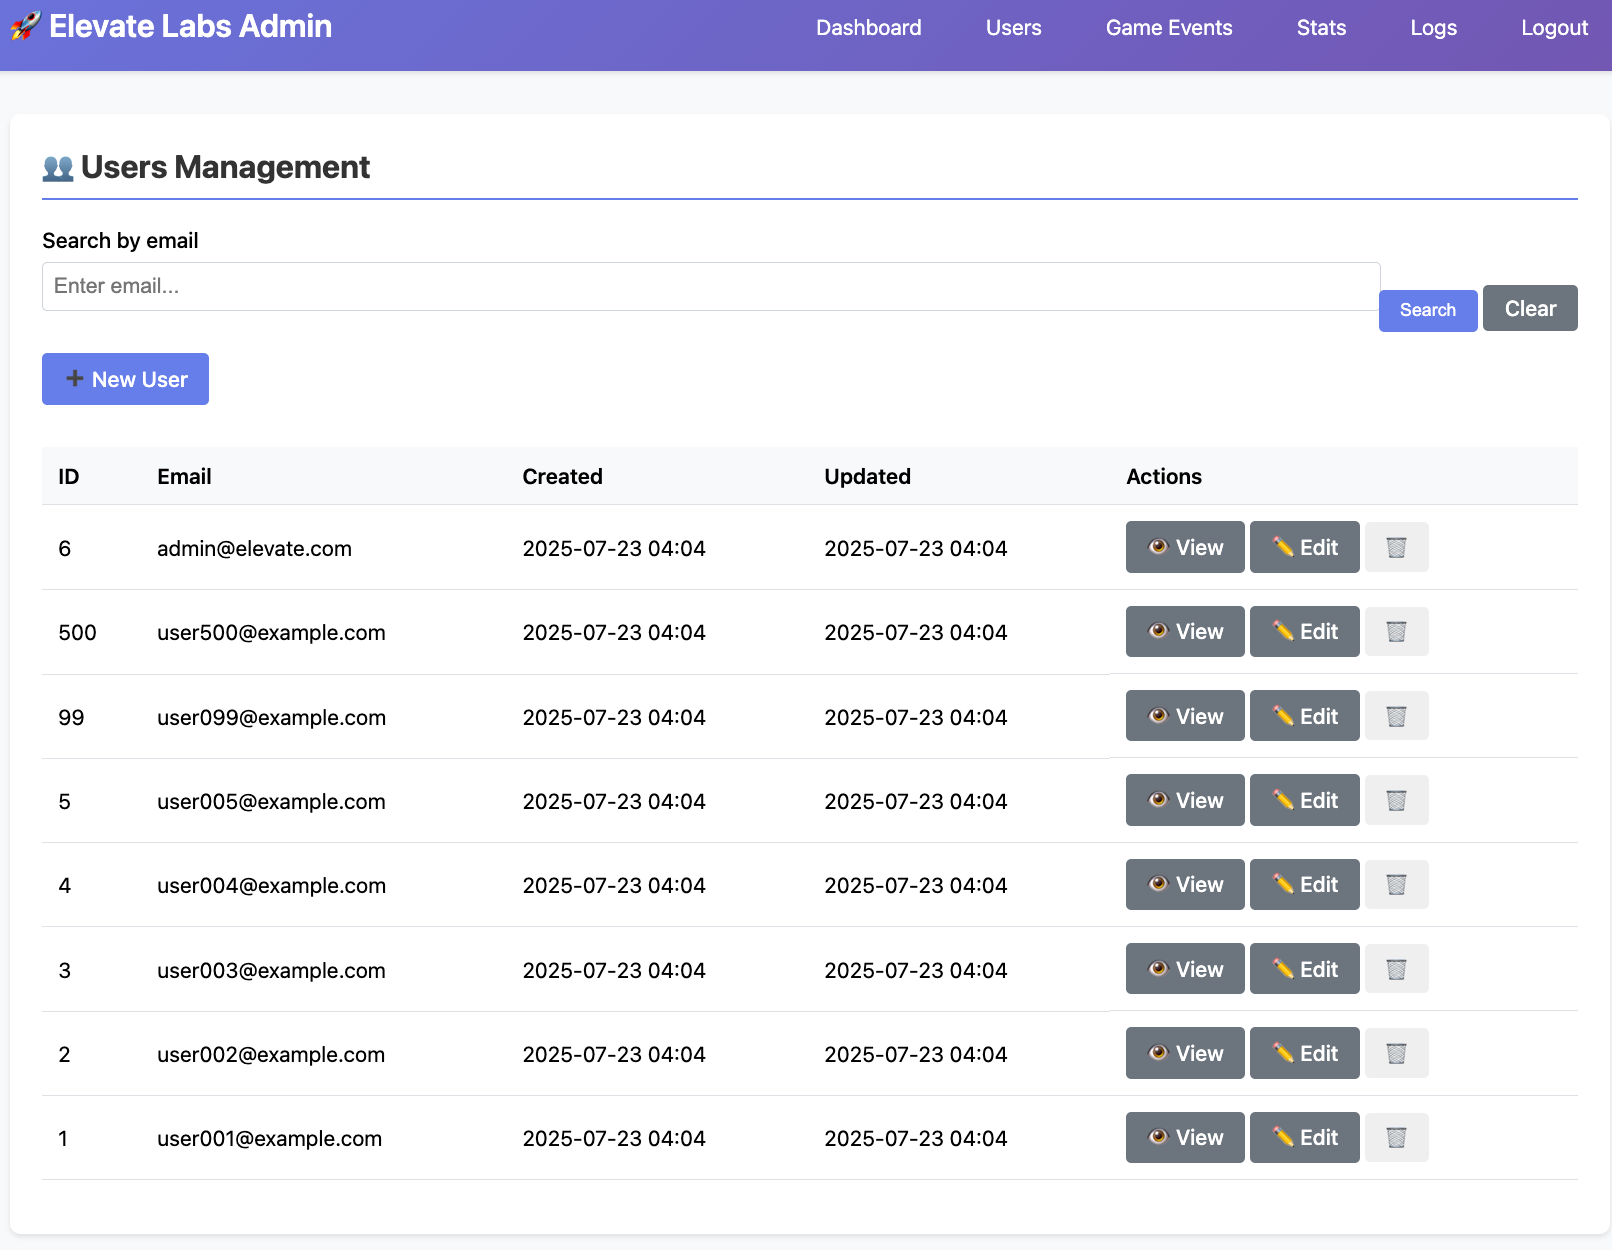 🚀 Elevate Labs Admin Dashboard Users Game Events Stats Logs Logout
👥 Users Management
Search by email
Enter email...
Search Clear
➕ New User
ID Email Created Updated Actions
6 admin@elevate.com 2025-07-23 04:04 2025-07-23 04:04 👁️ View ✏️ Edit 🗑️
500 user500@example.com 2025-07-23 04:04 2025-07-23 04:04 👁️ View ✏️ Edit 🗑️
99 user099@example.com 2025-07-23 04:04 2025-07-23 04:04 👁️ View ✏️ Edit 🗑️
5 user005@example.com 2025-07-23 04:04 2025-07-23 04:04 👁️ View ✏️ Edit 🗑️
4 user004@example.com 2025-07-23 04:04 2025-07-23 04:04 👁️ View ✏️ Edit 🗑️
3 user003@example.com 2025-07-23 04:04 2025-07-23 04:04 👁️ View ✏️ Edit 🗑️
2 user002@example.com 2025-07-23 04:04 2025-07-23 04:04 👁️ View ✏️ Edit 🗑️
1 user001@example.com 2025-07-23 04:04 2025-07-23 04:04 👁️ View ✏️ Edit 🗑️